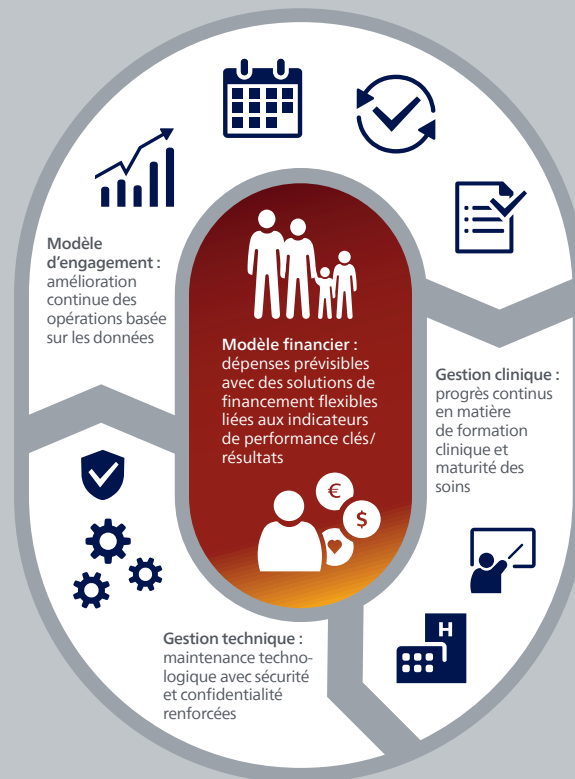 Modèle
d'engagement :
amélioration
continue des
opérations basée
sur les données
Modèle financier :
dépenses prévisibles
avec des solutions de
financement flexibles
liées aux indicateurs
de performance clés/
résultats
€
$
Gestion clinique :
progrès continus
en matière
de formation
clinique et
maturité des
soins
H
Gestion technique :
maintenance techno-
logique avec sécurité
et confidentialité
renforcées